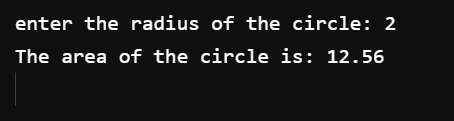 enter the radius of the circle: 2
The area of the circle is: 12.56